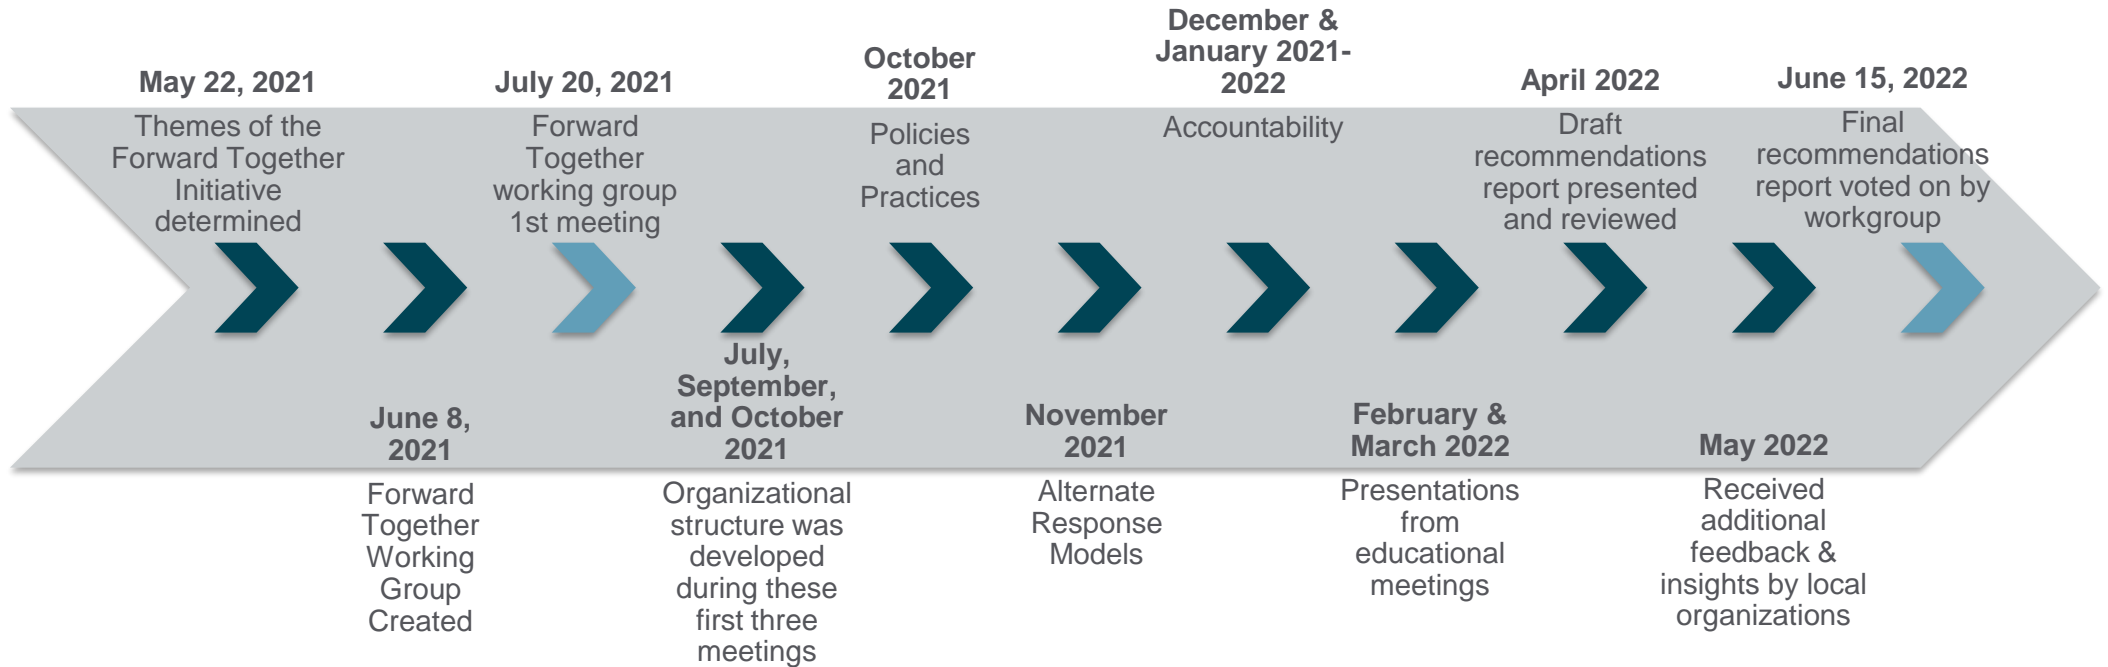 May 22, 2021
Themes of the
Forward Together
Initiative
determined
June 8,
2021
Forward
Together
Working
Group
Created
July 20, 2021
Forward
Together
working group
1st meeting
July,
September,
and October
2021
Organizational
structure was
developed
during these
first three
meetings
October
2021
Policies
and
Practices
November
2021
Alternate
Response
Models
December &
January 2021-
2022
Accountability
February &
March 2022
Presentations
from
educational
meetings
April 2022
Draft
recommendations
report presented
and reviewed
May 2022
Received
additional
feedback &
insights by local
organizations
June 15, 2022
Final
recommendations
report voted on by
workgroup